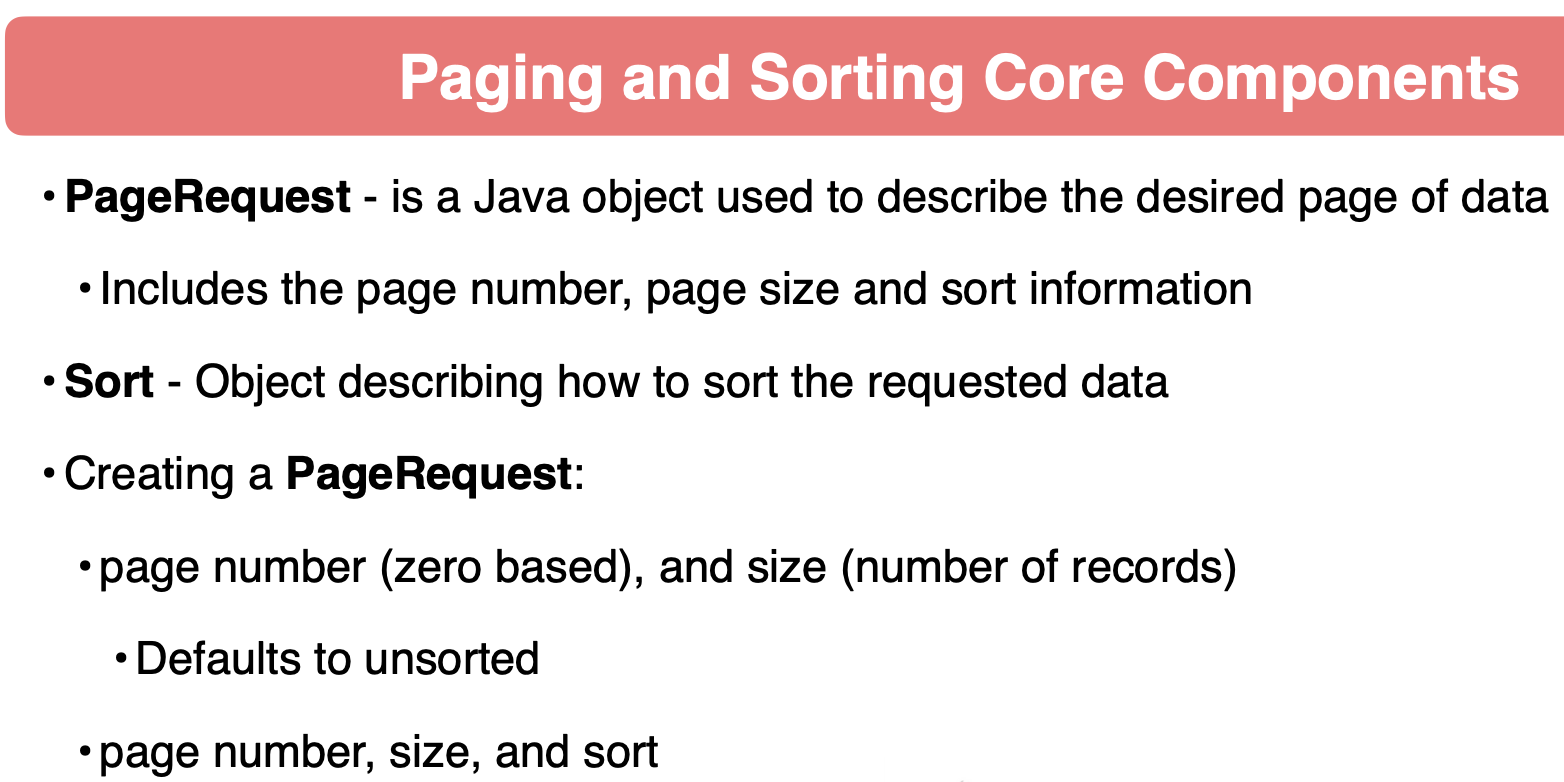 Paging and Sorting Core Components
• PageRequest - is a Java object used to describe the desired page of data
• Includes the page number, page size and sort information
• Sort - Object describing how to sort the requested data
• Creating a PageRequest:
• page number (zero based), and size (number of records)
• Defaults to unsorted
• page number, size, and sort